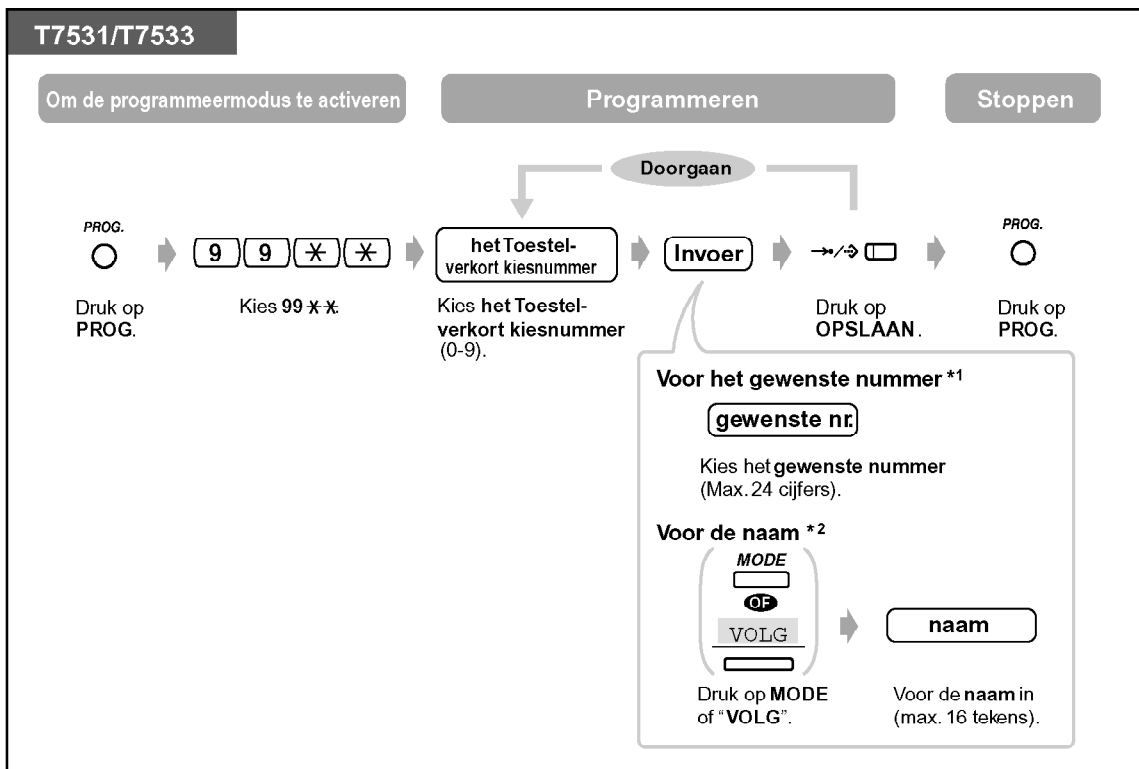 T7531/T7533
Om de programmeermodus te activeren
Programmeren
Stoppen
Doorgaan
PROG.
9 9 * *
het Toestel-
verkort kiesnummer
Invoer
PROG.
Druk op
PROG.
Kies 99 * *.
Kies het Toestel-
verkort kiesnummer
(0-9).
Druk op
OPSLAAN.
Druk op
PROG.
Voor het gewenste nummer *1
gewenste nr.
Kies het gewenste nummer
(Max. 24 cijfers).
Voor de naam *2
MODE
OF
VOLG
naam
Druk op MODE
of "VOLG".
Voor de naam in
(max. 16 tekens).